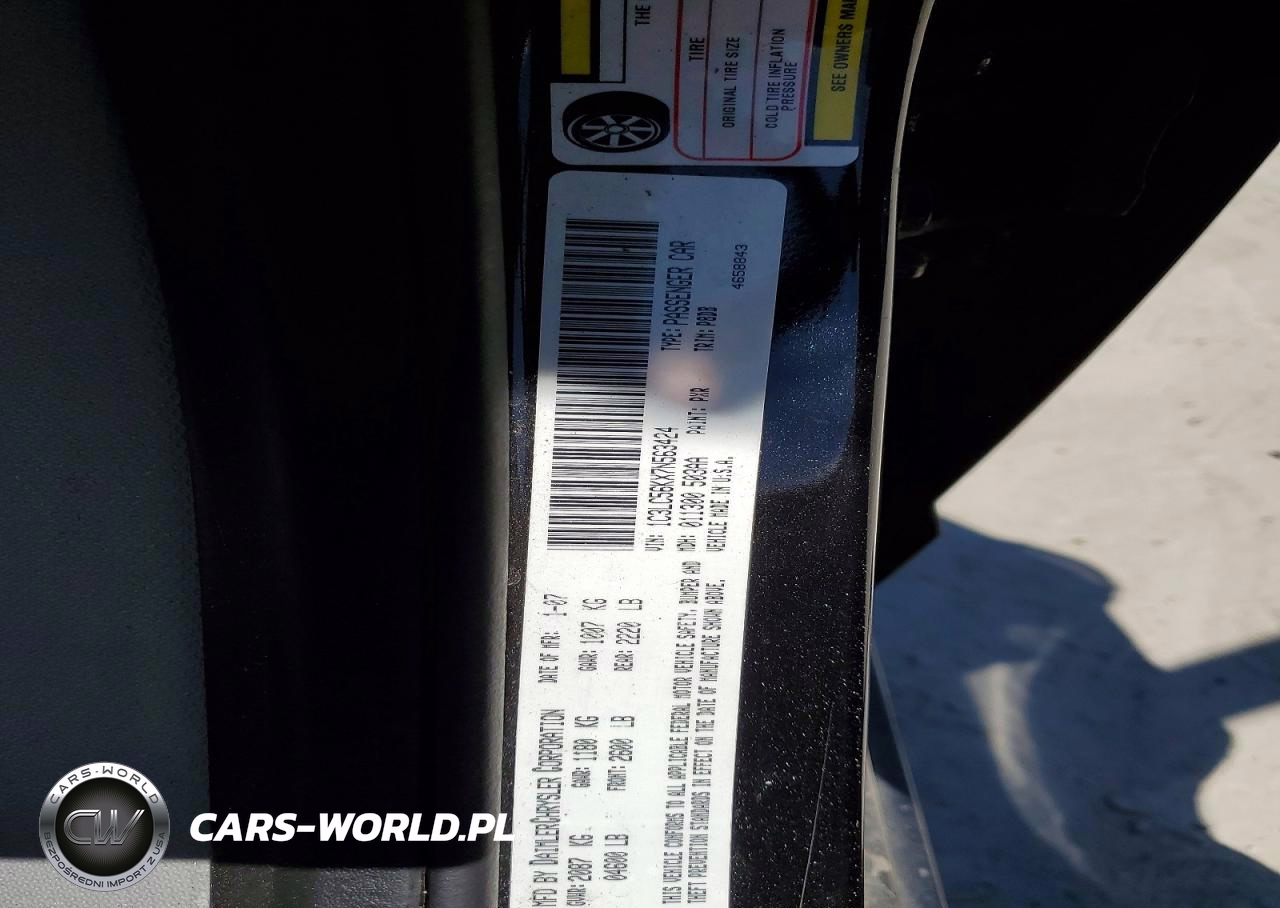 THE
TIRE
ORIGINAL TIRE SIZE
COLD TIRE INFLATION
PRESSURE
SEE OWNERS MA
MFD BY DAIMLERCHRYSLER CORPORATION DATE OF MFR: 1-07
GVWR: 2087 KG GAWR: 1180 KG GAWR: 1007 KG
04600 LB FRONT: 2600 LB REAR: 2220 LB
THIS VEHICLE CONFORMS TO ALL APPLICABLE FEDERAL MOTOR VEHICLE SAFETY, BUMPER AND
THEFT PREVENTION STANDARDS IN EFFECT ON THE DATE OF MANUFACTURE SHOWN ABOVE.
VIN: 1C3LC56KX7N563424 TYPE: PASSENGER CAR
MDH: 011300 503AA PAINT: PXR TRIM: P8DB
VEHICLE MADE IN U.S.A. 4658843
CARS-WORLD
CW
BEZPOŚREDNI IMPORT Z USA
CARS-WORLD.PL